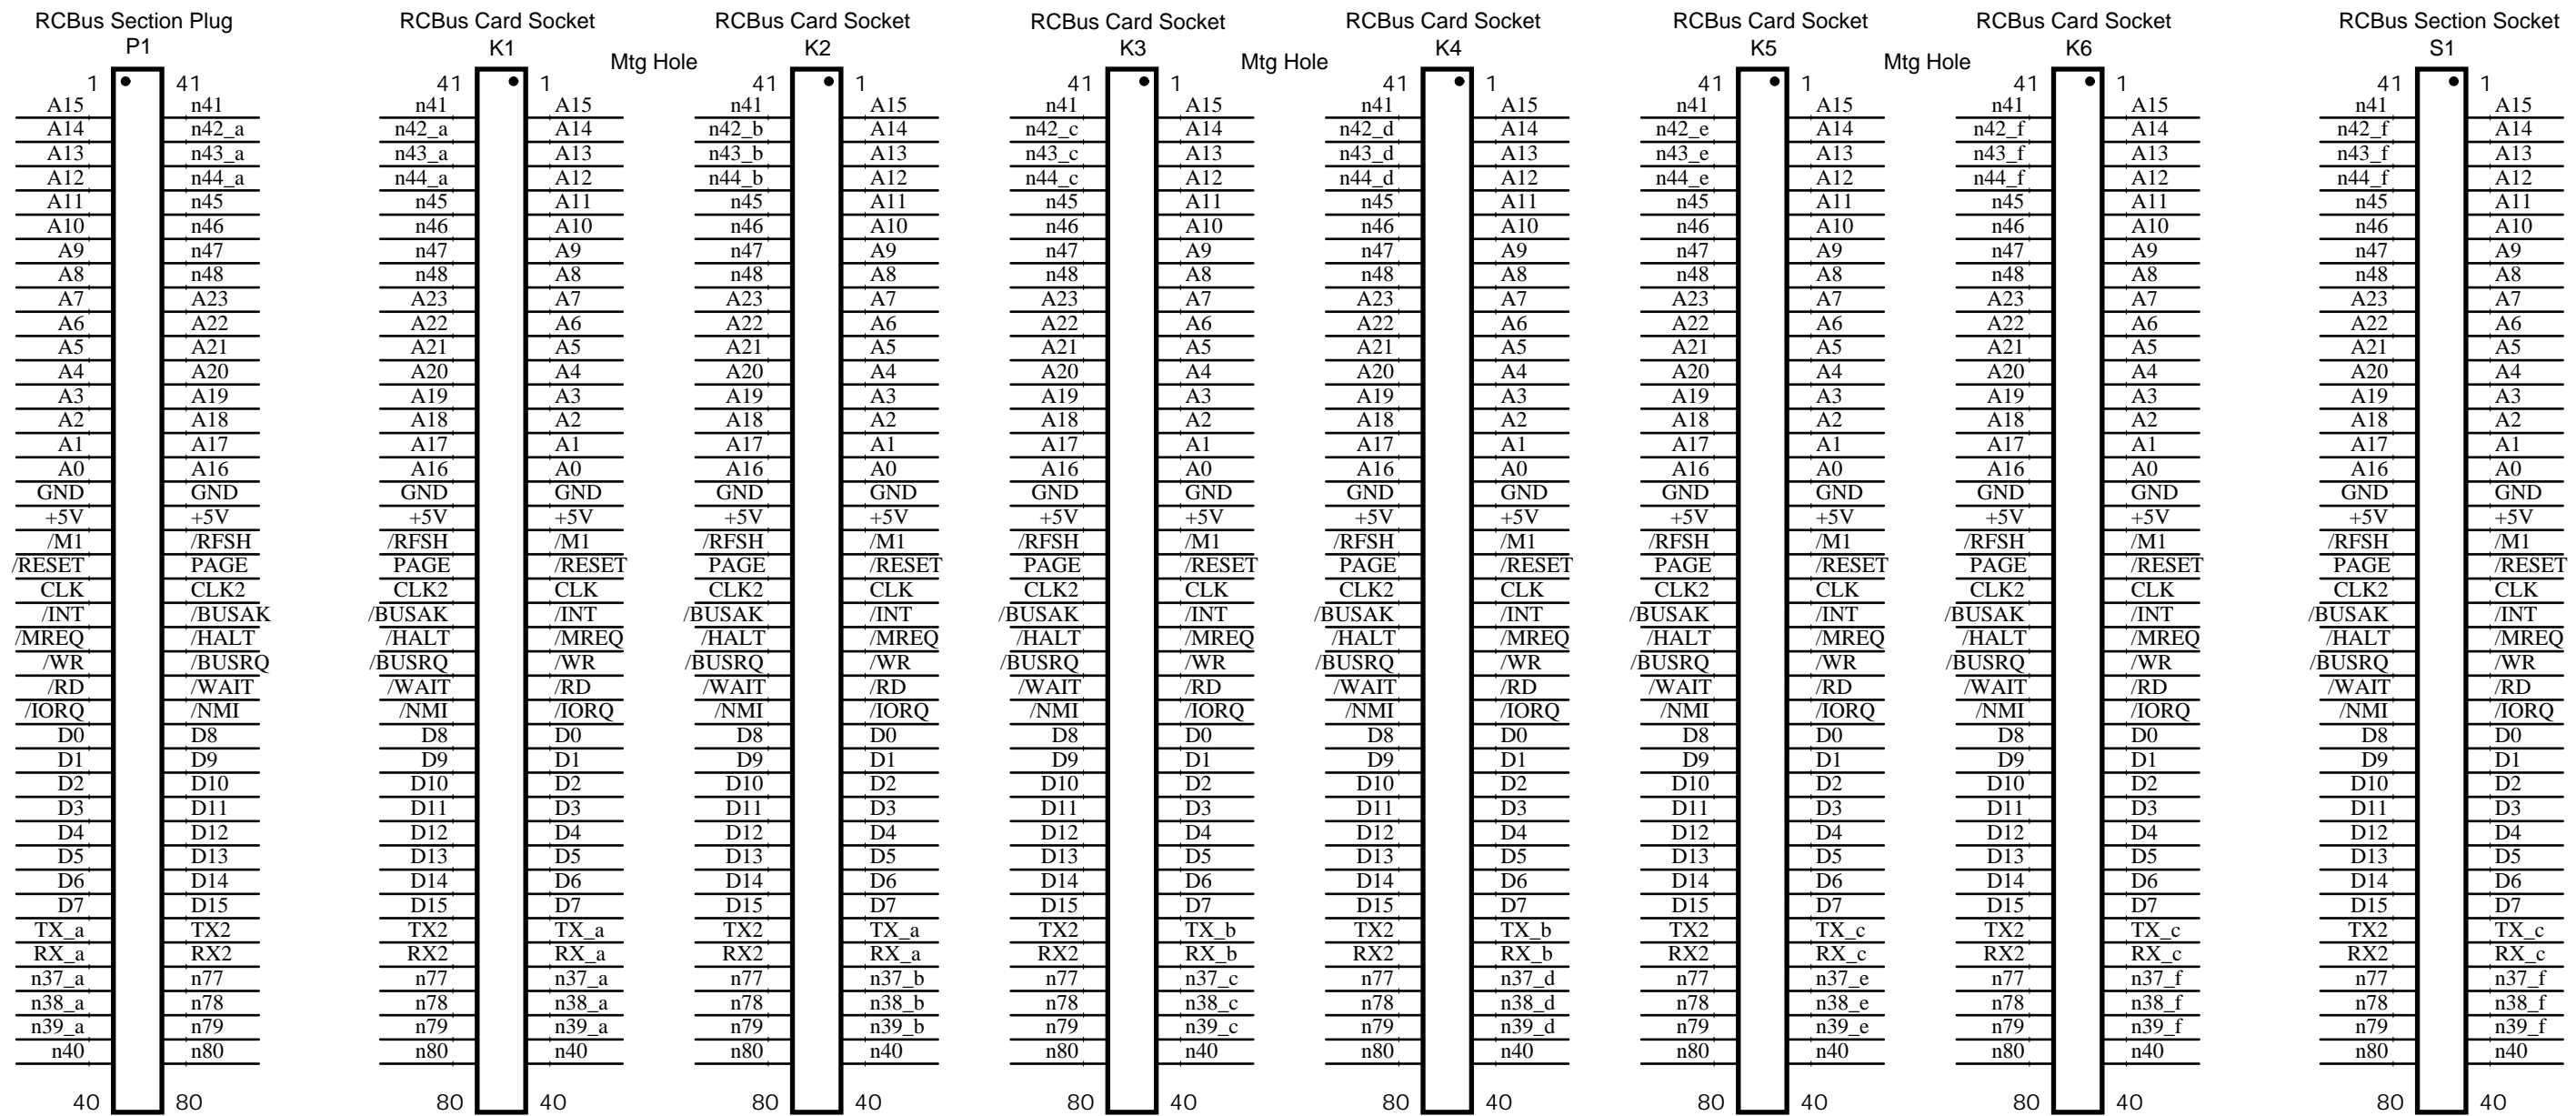 RCBus Section Plug RCBus Card Socket RCBus Card Socket RCBus Card Socket RCBus Card Socket RCBus Card Socket RCBus Card Socket RCBus Section Socket
P1 K1 K2 K3 K4 K5 K6 S1
Mtg Hole Mtg Hole Mtg Hole
1 41 41 1 41 1 41 1 41 1 41 1 41 1 41 1
A15 n41 n41 A15 n41 A15 n41 A15 n41 A15 n41 A15 n41 A15 n41 A15
A14 n42_a n42_a A14 n42_b A14 n42_c A14 n42_d A14 n42_e A14 n42_f A14 n42_f A14
A13 n43_a n43_a A13 n43_b A13 n43_c A13 n43_d A13 n43_e A13 n43_f A13 n43_f A13
A12 n44_a n44_a A12 n44_b A12 n44_c A12 n44_d A12 n44_e A12 n44_f A12 n44_f A12
A11 n45 n45 A11 n45 A11 n45 A11 n45 A11 n45 A11 n45 A11 n45 A11
A10 n46 n46 A10 n46 A10 n46 A10 n46 A10 n46 A10 n46 A10 n46 A10
A9 n47 n47 A9 n47 A9 n47 A9 n47 A9 n47 A9 n47 A9 n47 A9
A8 n48 n48 A8 n48 A8 n48 A8 n48 A8 n48 A8 n48 A8 n48 A8
A7 A23 A23 A7 A23 A7 A23 A7 A23 A7 A23 A7 A23 A7 A23 A7
A6 A22 A22 A6 A22 A6 A22 A6 A22 A6 A22 A6 A22 A6 A22 A6
A5 A21 A21 A5 A21 A5 A21 A5 A21 A5 A21 A5 A21 A5 A21 A5
A4 A20 A20 A4 A20 A4 A20 A4 A20 A4 A20 A4 A20 A4 A20 A4
A3 A19 A19 A3 A19 A3 A19 A3 A19 A3 A19 A3 A19 A3 A19 A3
A2 A18 A18 A2 A18 A2 A18 A2 A18 A2 A18 A2 A18 A2 A18 A2
A1 A17 A17 A1 A17 A1 A17 A1 A17 A1 A17 A1 A17 A1 A17 A1
A0 A16 A16 A0 A16 A0 A16 A0 A16 A0 A16 A0 A16 A0 A16 A0
GND GND GND GND GND GND GND GND GND GND GND GND GND GND GND GND
+5V +5V +5V +5V +5V +5V +5V +5V +5V +5V +5V +5V +5V +5V +5V +5V
/M1 /RFSH /RFSH /M1 /RFSH /M1 /RFSH /M1 /RFSH /M1 /RFSH /M1 /RFSH /M1 /RFSH /M1
/RESET PAGE PAGE /RESET PAGE /RESET PAGE /RESET PAGE /RESET PAGE /RESET PAGE /RESET PAGE /RESET
CLK CLK2 CLK2 CLK CLK2 CLK CLK2 CLK CLK2 CLK CLK2 CLK CLK2 CLK CLK2 CLK
/INT /BUSAK /BUSAK /INT /BUSAK /INT /BUSAK /INT /BUSAK /INT /BUSAK /INT /BUSAK /INT /BUSAK /INT
/MREQ /HALT /HALT /MREQ /HALT /MREQ /HALT /MREQ /HALT /MREQ /HALT /MREQ /HALT /MREQ /HALT /MREQ
/WR /BUSRQ /BUSRQ /WR /BUSRQ /WR /BUSRQ /WR /BUSRQ /WR /BUSRQ /WR /BUSRQ /WR /BUSRQ /WR
/RD /WAIT /WAIT /RD /WAIT /RD /WAIT /RD /WAIT /RD /WAIT /RD /WAIT /RD /WAIT /RD
/IORQ /NMI /NMI /IORQ /NMI /IORQ /NMI /IORQ /NMI /IORQ /NMI /IORQ /NMI /IORQ /NMI /IORQ
D0 D8 D8 D0 D8 D0 D8 D0 D8 D0 D8 D0 D8 D0 D8 D0
D1 D9 D9 D1 D9 D1 D9 D1 D9 D1 D9 D1 D9 D1 D9 D1
D2 D10 D10 D2 D10 D2 D10 D2 D10 D2 D10 D2 D10 D2 D10 D2
D3 D11 D11 D3 D11 D3 D11 D3 D11 D3 D11 D3 D11 D3 D11 D3
D4 D12 D12 D4 D12 D4 D12 D4 D12 D4 D12 D4 D12 D4 D12 D4
D5 D13 D13 D5 D13 D5 D13 D5 D13 D5 D13 D5 D13 D5 D13 D5
D6 D14 D14 D6 D14 D6 D14 D6 D14 D6 D14 D6 D14 D6 D14 D6
D7 D15 D15 D7 D15 D7 D15 D7 D15 D7 D15 D7 D15 D7 D15 D7
TX_a TX2 TX2 TX_a TX2 TX_a TX2 TX_b TX2 TX_b TX2 TX_c TX2 TX_c TX2 TX_c
RX_a RX2 RX2 RX_a RX2 RX_a RX2 RX_b RX2 RX_b RX2 RX_c RX2 RX_c RX2 RX_c
n37_a n77 n77 n37_a n77 n37_b n77 n37_c n77 n37_d n77 n37_e n77 n37_f n77 n37_f
n38_a n78 n78 n38_a n78 n38_b n78 n38_c n78 n38_d n78 n38_e n78 n38_f n78 n38_f
n39_a n79 n79 n39_a n79 n39_b n79 n39_c n79 n39_d n79 n39_e n79 n39_f n79 n39_f
n40 n80 n80 n40 n80 n40 n80 n40 n80 n40 n80 n40 n80 n40 n80 n40
40 80 80 40 80 40 80 40 80 40 80 40 80 40 80 40